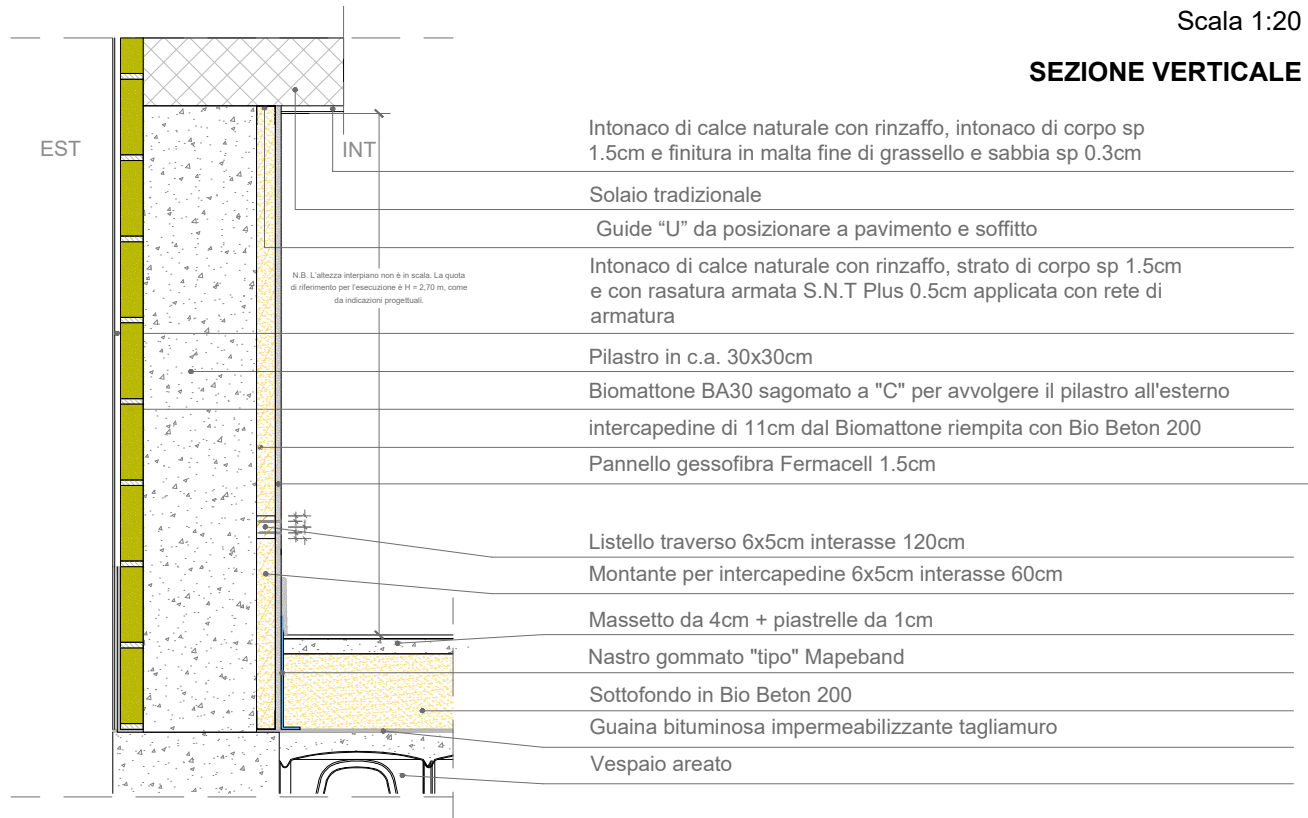 Scala 1:20
SEZIONE VERTICALE
EST
INT
Intonaco di calce naturale con rinzaffo, intonaco di corpo sp
1.5cm e finitura in malta fine di grassello e sabbia sp 0.3cm
Solaio tradizionale
Guide “U” da posizionare a pavimento e soffitto
N.B. L'altezza interpiano non è in scala. La quota
di riferimento per l'esecuzione è H = 2,70 m, come
da indicazioni progettuali.
Intonaco di calce naturale con rinzaffo, strato di corpo sp 1.5cm
e con rasatura armata S.N.T Plus 0.5cm applicata con rete di
armatura
Pilastro in c.a. 30x30cm
Biomattone BA30 sagomato a "C" per avvolgere il pilastro all'esterno
intercapedine di 11cm dal Biomattone riempita con Bio Beton 200
Pannello gessofibra Fermacell 1.5cm
Listello traverso 6x5cm interasse 120cm
Montante per intercapedine 6x5cm interasse 60cm
Massetto da 4cm + piastrelle da 1cm
Nastro gommato "tipo" Mapeband
Sottofondo in Bio Beton 200
Guaina bituminosa impermeabilizzante tagliamuro
Vespaio areato